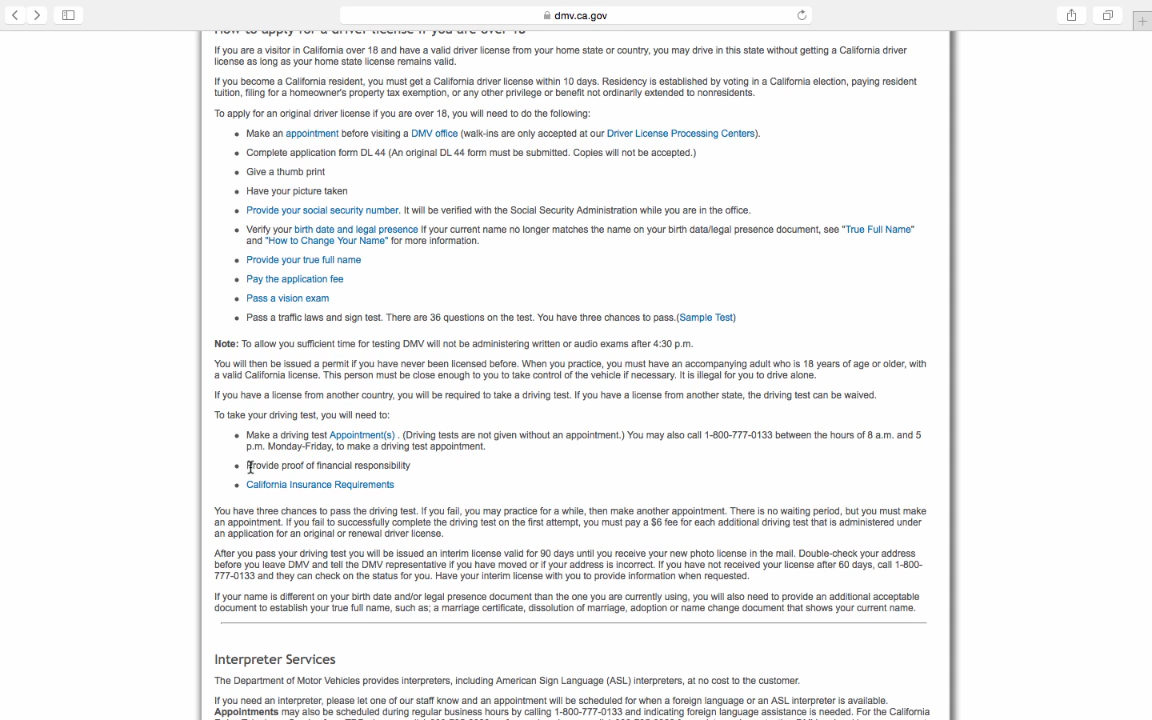 dmv.ca.gov
How to apply for a driver license if you are over 18
If you are a visitor in California over 18 and have a valid driver license from your home state or country, you may drive in this state without getting a California driver
license as long as your home state license remains valid.
If you become a California resident, you must get a California driver license within 10 days. Residency is established by voting in a California election, paying resident
tuition, filing for a homeowner's property tax exemption, or any other privilege or benefit not ordinarily extended to nonresidents.
To apply for an original driver license if you are over 18, you will need to do the following:
• Make an appointment before visiting a DMV office (walk-ins are only accepted at our Driver License Processing Centers).
• Complete application form DL 44 (An original DL 44 form must be submitted. Copies will not be accepted.)
• Give a thumb print
• Have your picture taken
• Provide your social security number. It will be verified with the Social Security Administration while you are in the office.
• Verify your birth date and legal presence If your current name no longer matches the name on your birth data/legal presence document, see "True Full Name"
and "How to Change Your Name" for more information.
• Provide your true full name
• Pay the application fee
• Pass a vision exam
• Pass a traffic laws and sign test. There are 36 questions on the test. You have three chances to pass.(Sample Test)
Note: To allow you sufficient time for testing DMV will not be administering written or audio exams after 4:30 p.m.
You will then be issued a permit if you have never been licensed before. When you practice, you must have an accompanying adult who is 18 years of age or older, with
a valid California license. This person must be close enough to you to take control of the vehicle if necessary. It is illegal for you to drive alone.
If you have a license from another country, you will be required to take a driving test. If you have a license from another state, the driving test can be waived.
To take your driving test, you will need to:
• Make a driving test Appointment(s) . (Driving tests are not given without an appointment.) You may also call 1-800-777-0133 between the hours of 8 a.m. and 5
p.m. Monday-Friday, to make a driving test appointment.
• Provide proof of financial responsibility
• California Insurance Requirements
You have three chances to pass the driving test. If you fail, you may practice for a while, then make another appointment. There is no waiting period, but you must make
an appointment. If you fail to successfully complete the driving test on the first attempt, you must pay a $6 fee for each additional driving test that is administered under
an application for an original or renewal driver license.
After you pass your driving test you will be issued an interim license valid for 90 days until you receive your new photo license in the mail. Double-check your address
before you leave DMV and tell the DMV representative if you have moved or if your address is incorrect. If you have not received your license after 60 days, call 1-800-
777-0133 and they can check on the status for you. Have your interim license with you to provide information when requested.
If your name is different on your birth date and/or legal presence document than the one you are currently using, you will also need to provide an additional acceptable
document to establish your true full name, such as; a marriage certificate, dissolution of marriage, adoption or name change document that shows your current name.
Interpreter Services
The Department of Motor Vehicles provides interpreters, including American Sign Language (ASL) interpreters, at no cost to the customer.
If you need an interpreter, please let one of our staff know and an appointment will be scheduled for when a foreign language or an ASL interpreter is available.
Appointments may also be scheduled during regular business hours by calling 1-800-777-0133 and indicating foreign language assistance is needed. For the California